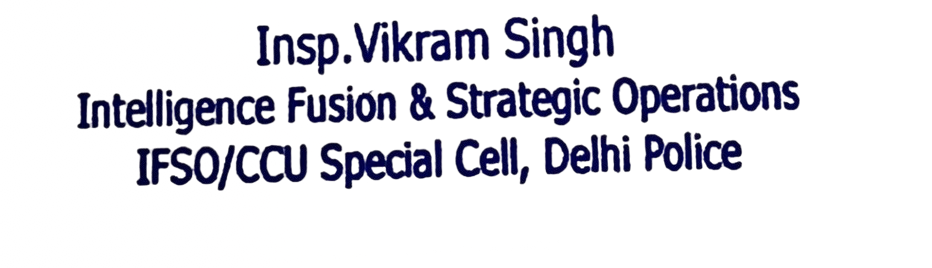 Insp.Vikram Singh
Intelligence Fusion & Strategic Operations
IFSO/CCU Special Cell, Delhi Police